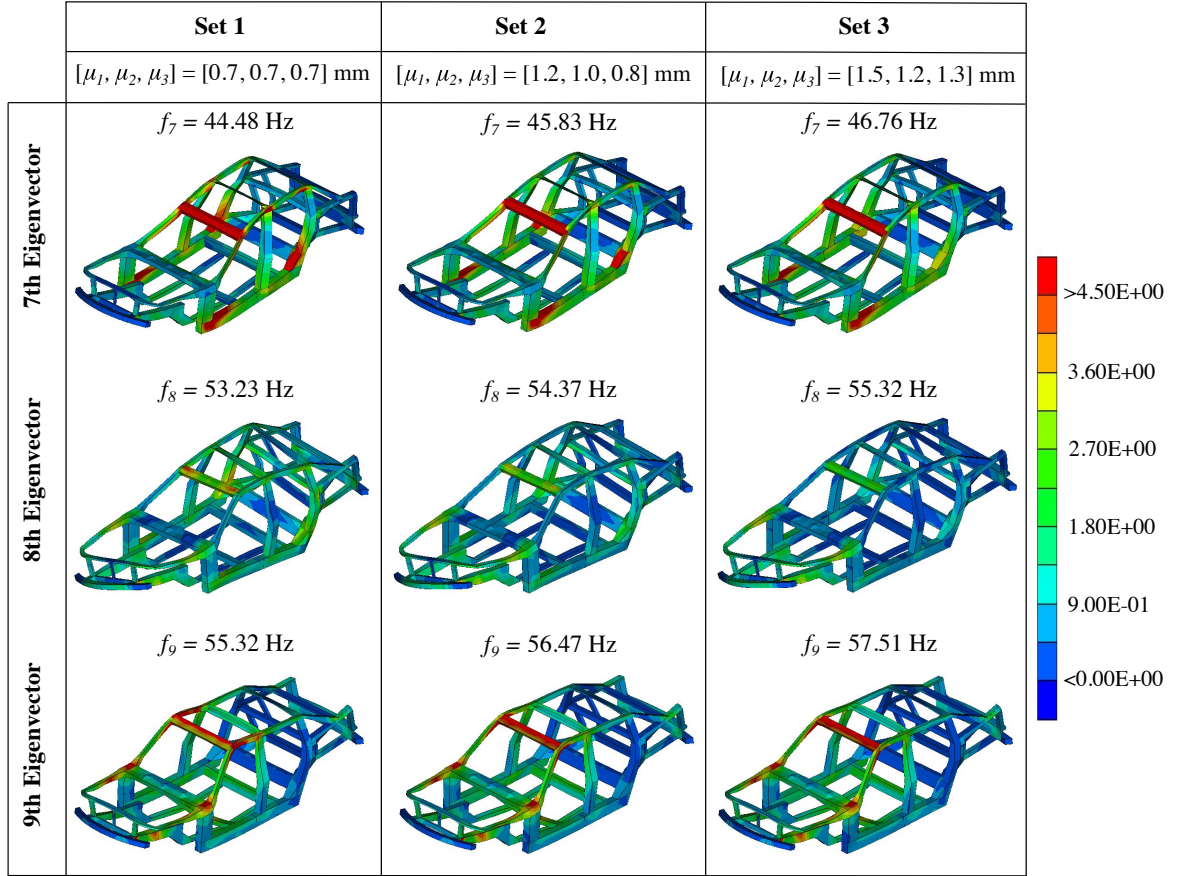 Set 1
Set 2
Set 3
[μ1, μ2, μ3] = [0.7, 0.7, 0.7] mm
[μ1, μ2, μ3] = [1.2, 1.0, 0.8] mm
[μ1, μ2, μ3] = [1.5, 1.2, 1.3] mm
7th Eigenvector
f7 = 44.48 Hz
f7 = 45.83 Hz
f7 = 46.76 Hz
8th Eigenvector
f8 = 53.23 Hz
f8 = 54.37 Hz
f8 = 55.32 Hz
9th Eigenvector
f9 = 55.32 Hz
f9 = 56.47 Hz
f9 = 57.51 Hz
>4.50E+00
3.60E+00
2.70E+00
1.80E+00
9.00E-01
<0.00E+00